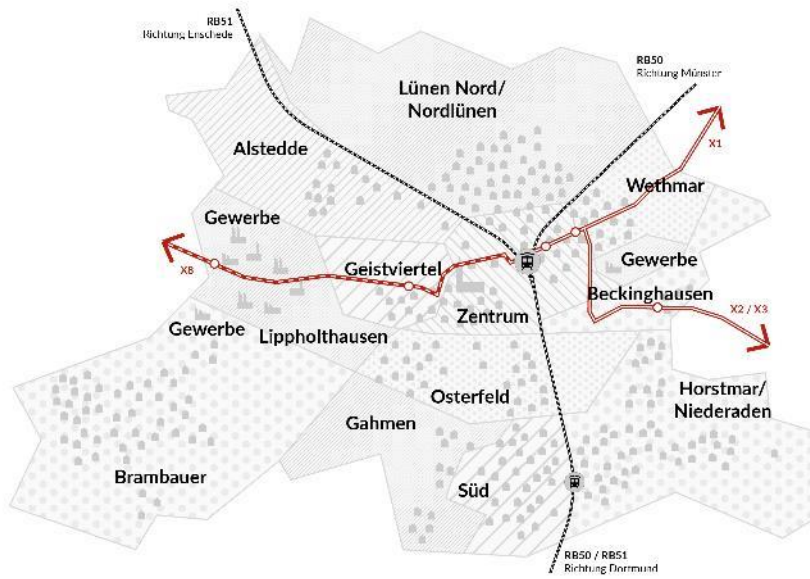 RB51
Richtung Enschede
RB50
Richtung Münster
Lünen Nord/
Nordlünen
X1
Alstedde
Wethmar
Gewerbe
X8
Geistviertel
Gewerbe
Beckinghausen
X2 / X3
Zentrum
Gewerbe
Lippholthausen
Osterfeld
Horstmar/
Niederaden
Gahmen
Brambauer
Süd
RB50 / RB51
Richtung Dortmund